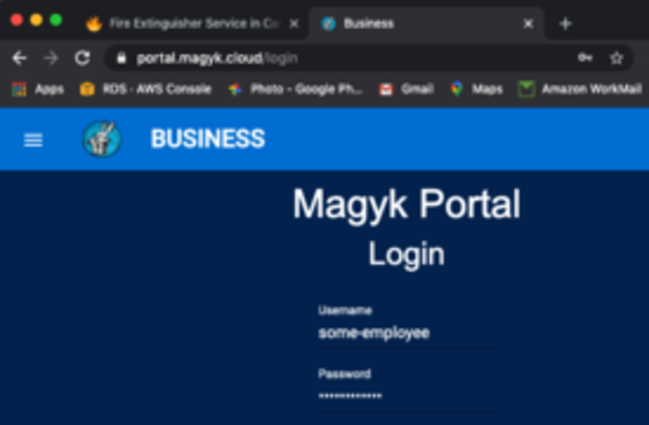 Fire Extinguisher Service in Ca
Business
portal.magyk.cloud/login
Apps
RDS · AWS Console
Photo - Google Ph...
Gmail
Maps
Amazon WorkMail
BUSINESS
Magyk Portal
Login
Username
some-employee
Password
••••••••••••